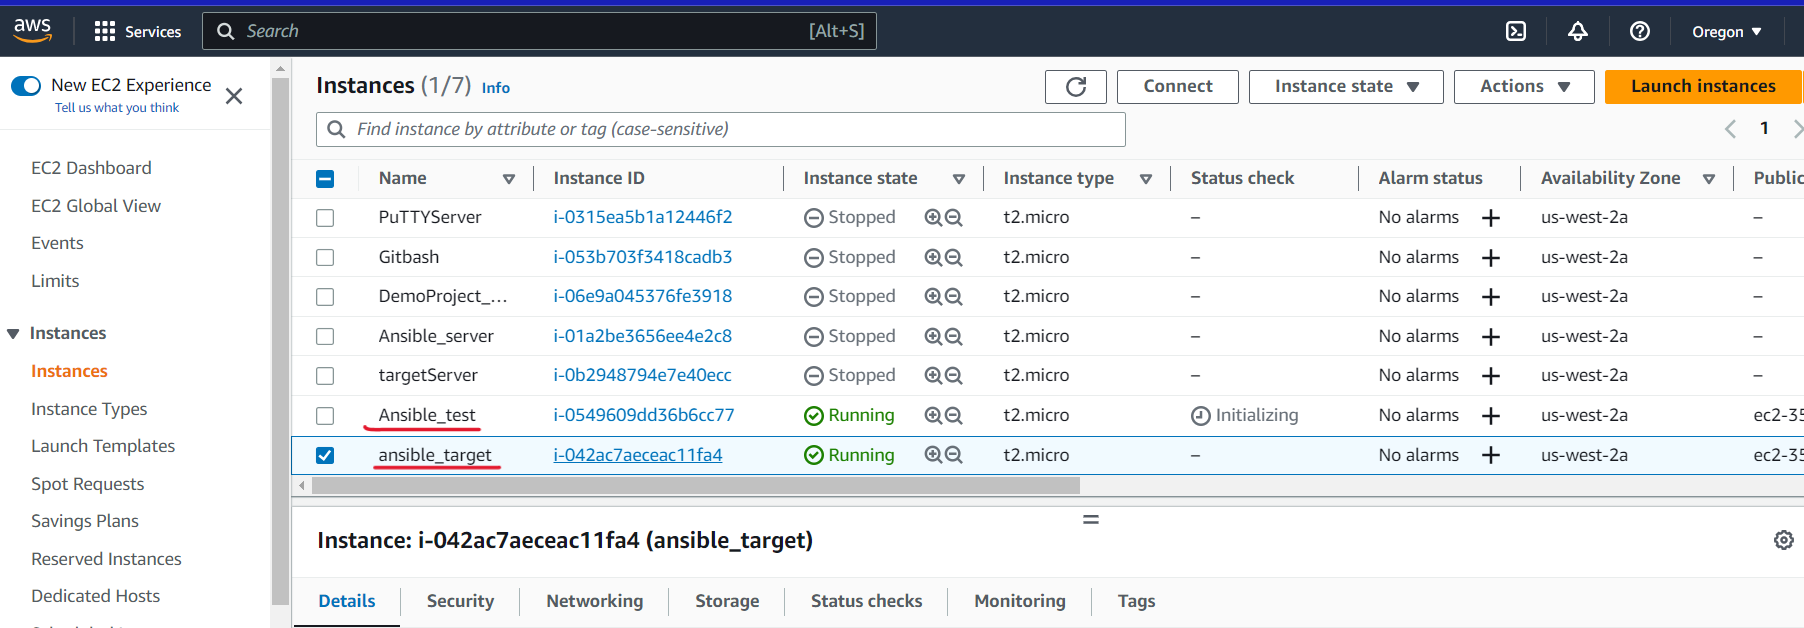 aws
Services
Search
[Alt+S]
Oregon
New EC2 Experience
Tell us what you think
EC2 Dashboard
EC2 Global View
Events
Limits
Instances
Instances
Instance Types
Launch Templates
Spot Requests
Savings Plans
Reserved Instances
Dedicated Hosts
Instances (1/7) Info
Connect
Instance state
Actions
Launch instances
Find instance by attribute or tag (case-sensitive)
1
Name Instance ID Instance state Instance type Status check Alarm status Availability Zone Public
PuTTYServer i-0315ea5b1a12446f2 Stopped t2.micro – No alarms + us-west-2a –
Gitbash i-053b703f3418cadb3 Stopped t2.micro – No alarms + us-west-2a –
DemoProject_... i-06e9a045376fe3918 Stopped t2.micro – No alarms + us-west-2a –
Ansible_server i-01a2be3656ee4e2c8 Stopped t2.micro – No alarms + us-west-2a –
targetServer i-0b2948794e7e40ecc Stopped t2.micro – No alarms + us-west-2a –
Ansible_test i-0549609dd36b6cc77 Running t2.micro Initializing No alarms + us-west-2a ec2-35
ansible_target i-042ac7aeceac11fa4 Running t2.micro – No alarms + us-west-2a ec2-35
Instance: i-042ac7aeceac11fa4 (ansible_target)
Details Security Networking Storage Status checks Monitoring Tags